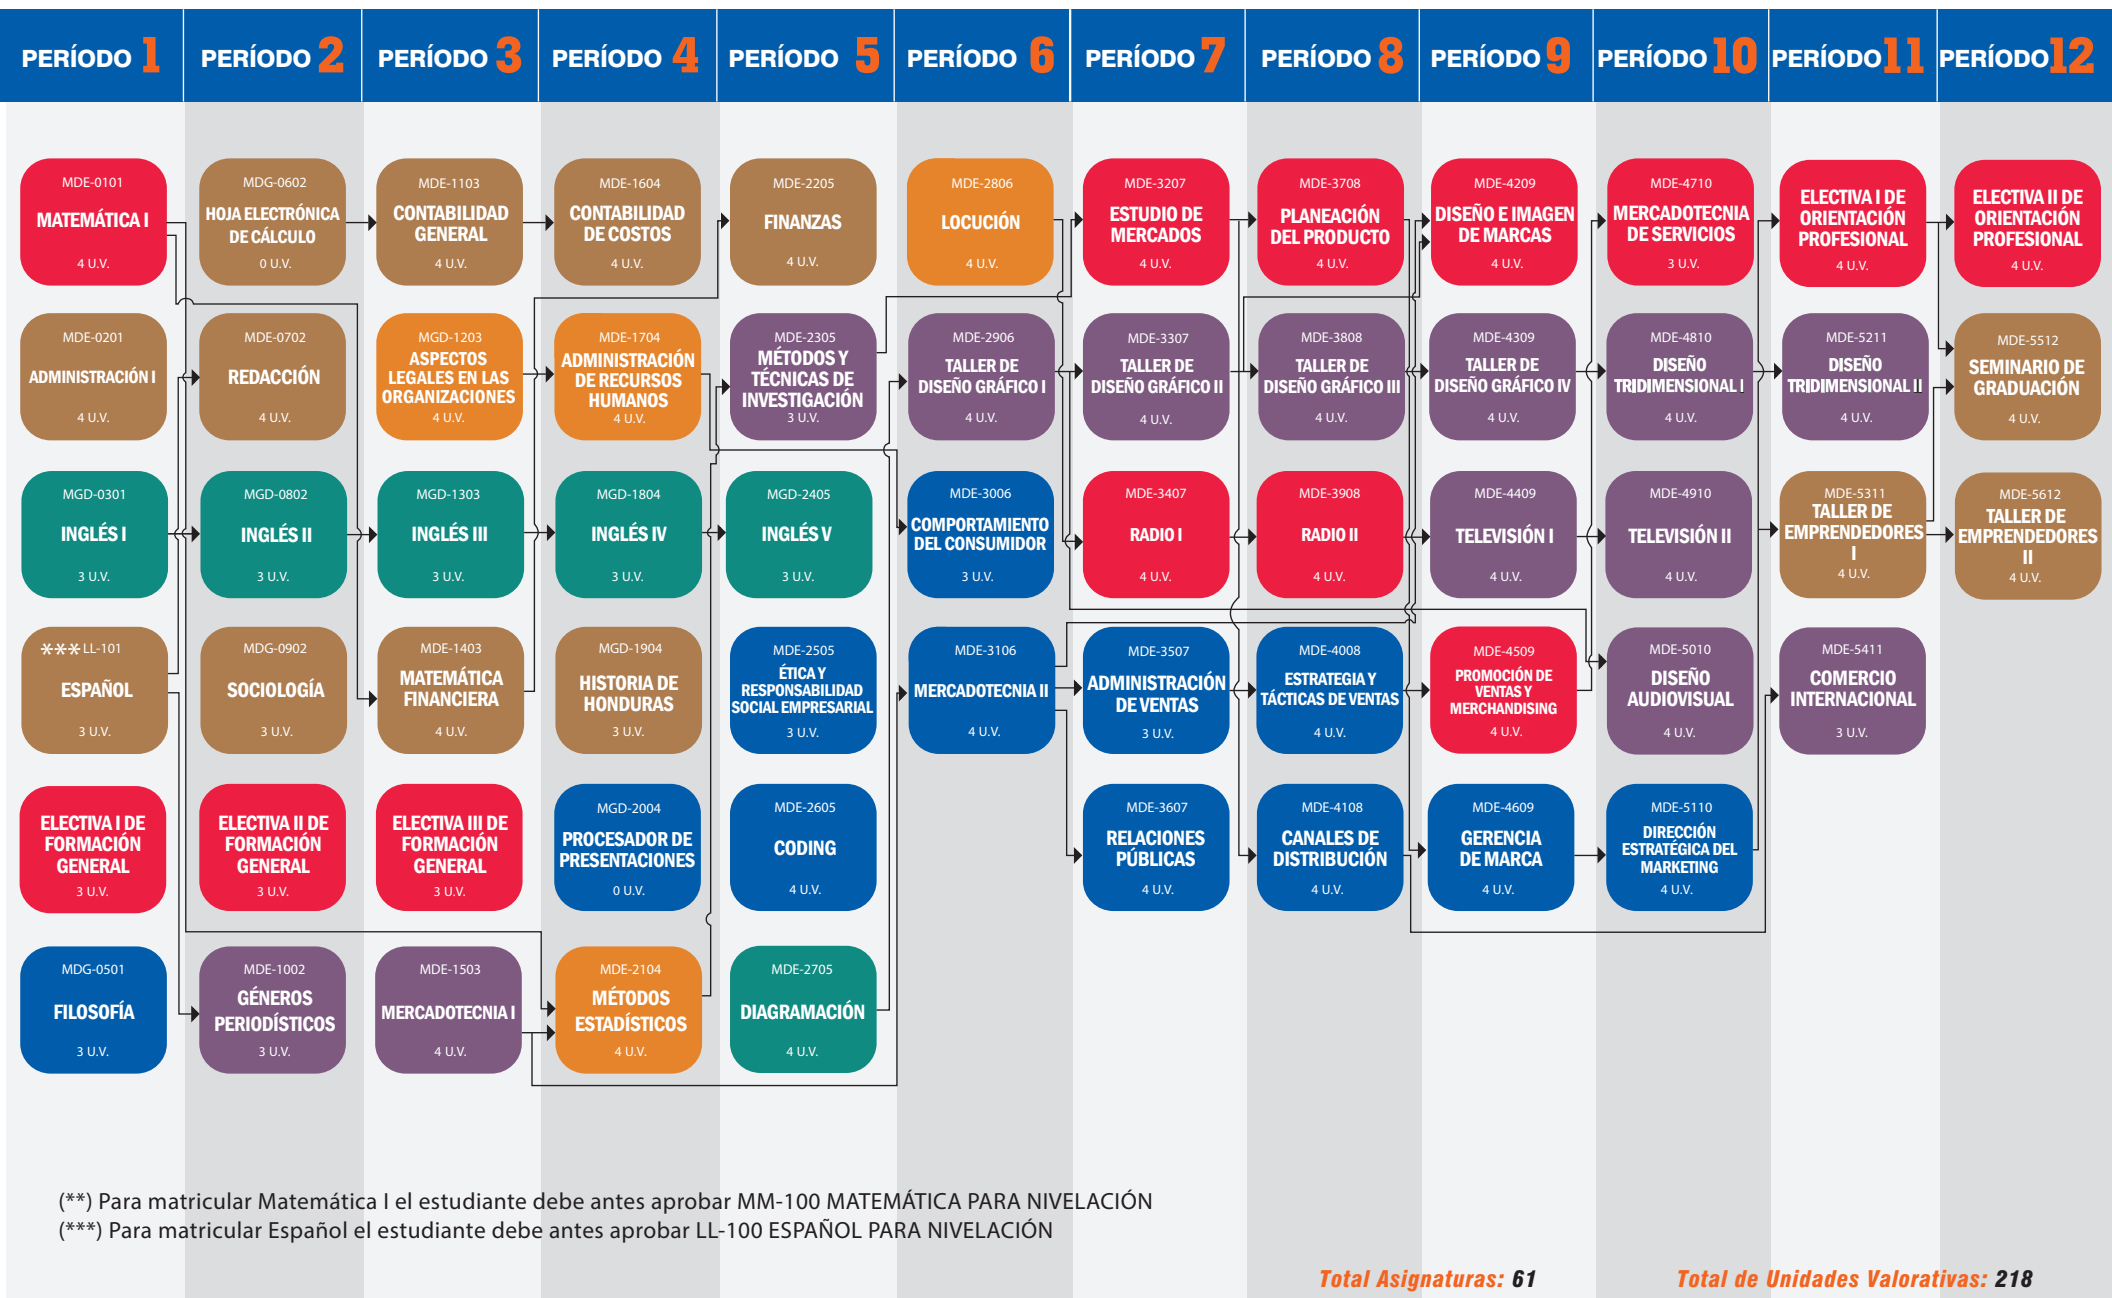 PERÍODO 1
PERÍODO 2
PERÍODO 3
PERÍODO 4
PERÍODO 5
PERÍODO 6
PERÍODO 7
PERÍODO 8
PERÍODO 9
PERÍODO 10
PERÍODO 11
PERÍODO 12
MDE-0101
MATEMÁTICA I
4 U.V.
MDE-0201
ADMINISTRACIÓN I
4 U.V.
MGD-0301
INGLÉS I
3 U.V.
***LL-101
ESPAÑOL
3 U.V.
ELECTIVA I DE
FORMACIÓN
GENERAL
3 U.V.
MDG-0501
FILOSOFÍA
3 U.V.
MDG-0602
HOJA ELECTRÓNICA
DE CÁLCULO
0 U.V.
MDE-0702
REDACCIÓN
4 U.V.
MGD-0802
INGLÉS II
3 U.V.
MDG-0902
SOCIOLOGÍA
3 U.V.
ELECTIVA II DE
FORMACIÓN
GENERAL
3 U.V.
MDE-1002
GÉNEROS
PERIODÍSTICOS
3 U.V.
MDE-1103
CONTABILIDAD
GENERAL
4 U.V.
MGD-1203
ASPECTOS
LEGALES EN LAS
ORGANIZACIONES
4 U.V.
MGD-1303
INGLÉS III
3 U.V.
MDE-1403
MATEMÁTICA
FINANCIERA
4 U.V.
ELECTIVA III DE
FORMACIÓN
GENERAL
3 U.V.
MDE-1503
MERCADOTECNIA I
4 U.V.
MDE-1604
CONTABILIDAD
DE COSTOS
4 U.V.
MDE-1704
ADMINISTRACIÓN
DE RECURSOS
HUMANOS
4 U.V.
MGD-1804
INGLÉS IV
3 U.V.
MGD-1904
HISTORIA DE
HONDURAS
3 U.V.
MGD-2004
PROCESADOR DE
PRESENTACIONES
0 U.V.
MDE-2104
MÉTODOS
ESTADÍSTICOS
4 U.V.
MDE-2205
FINANZAS
4 U.V.
MDE-2305
MÉTODOS Y
TÉCNICAS DE
INVESTIGACIÓN
3 U.V.
MGD-2405
INGLÉS V
3 U.V.
MDE-2505
ÉTICA Y
RESPONSABILIDAD
SOCIAL EMPRESARIAL
3 U.V.
MDE-2605
CODING
4 U.V.
MDE-2705
DIAGRAMACIÓN
4 U.V.
MDE-2806
LOCUCIÓN
4 U.V.
MDE-2906
TALLER DE
DISEÑO GRÁFICO I
4 U.V.
MDE-3006
COMPORTAMIENTO
DEL CONSUMIDOR
3 U.V.
MDE-3106
MERCADOTECNIA II
4 U.V.
MDE-3207
ESTUDIO DE
MERCADOS
4 U.V.
MDE-3307
TALLER DE
DISEÑO GRÁFICO II
4 U.V.
MDE-3407
RADIO I
4 U.V.
MDE-3507
ADMINISTRACIÓN
DE VENTAS
3 U.V.
MDE-3607
RELACIONES
PÚBLICAS
4 U.V.
MDE-3708
PLANEACIÓN
DEL PRODUCTO
4 U.V.
MDE-3808
TALLER DE
DISEÑO GRÁFICO III
4 U.V.
MDE-3908
RADIO II
4 U.V.
MDE-4008
ESTRATEGIA Y
TÁCTICAS DE VENTAS
4 U.V.
MDE-4108
CANALES DE
DISTRIBUCIÓN
4 U.V.
MDE-4209
DISEÑO E IMAGEN
DE MARCAS
4 U.V.
MDE-4309
TALLER DE
DISEÑO GRÁFICO IV
4 U.V.
MDE-4409
TELEVISIÓN I
4 U.V.
MDE-4509
PROMOCIÓN DE
VENTAS Y
MERCHANDISING
4 U.V.
MDE-4609
GERENCIA
DE MARCA
4 U.V.
MDE-4710
MERCADOTECNIA
DE SERVICIOS
3 U.V.
MDE-4810
DISEÑO
TRIDIMENSIONAL I
4 U.V.
MDE-4910
TELEVISIÓN II
4 U.V.
MDE-5010
DISEÑO
AUDIOVISUAL
4 U.V.
MDE-5110
DIRECCIÓN
ESTRATÉGICA DEL
MARKETING
4 U.V.
ELECTIVA I DE
ORIENTACIÓN
PROFESIONAL
4 U.V.
MDE-5211
DISEÑO
TRIDIMENSIONAL II
4 U.V.
MDE-5311
TALLER DE
EMPRENDEDORES
I
4 U.V.
MDE-5411
COMERCIO
INTERNACIONAL
3 U.V.
ELECTIVA II DE
ORIENTACIÓN
PROFESIONAL
4 U.V.
MDE-5512
SEMINARIO DE
GRADUACIÓN
4 U.V.
MDE-5612
TALLER DE
EMPRENDEDORES
II
4 U.V.
(**) Para matricular Matemática I el estudiante debe antes aprobar MM-100 MATEMÁTICA PARA NIVELACIÓN
(***) Para matricular Español el estudiante debe antes aprobar LL-100 ESPAÑOL PARA NIVELACIÓN
Total Asignaturas: 61
Total de Unidades Valorativas: 218